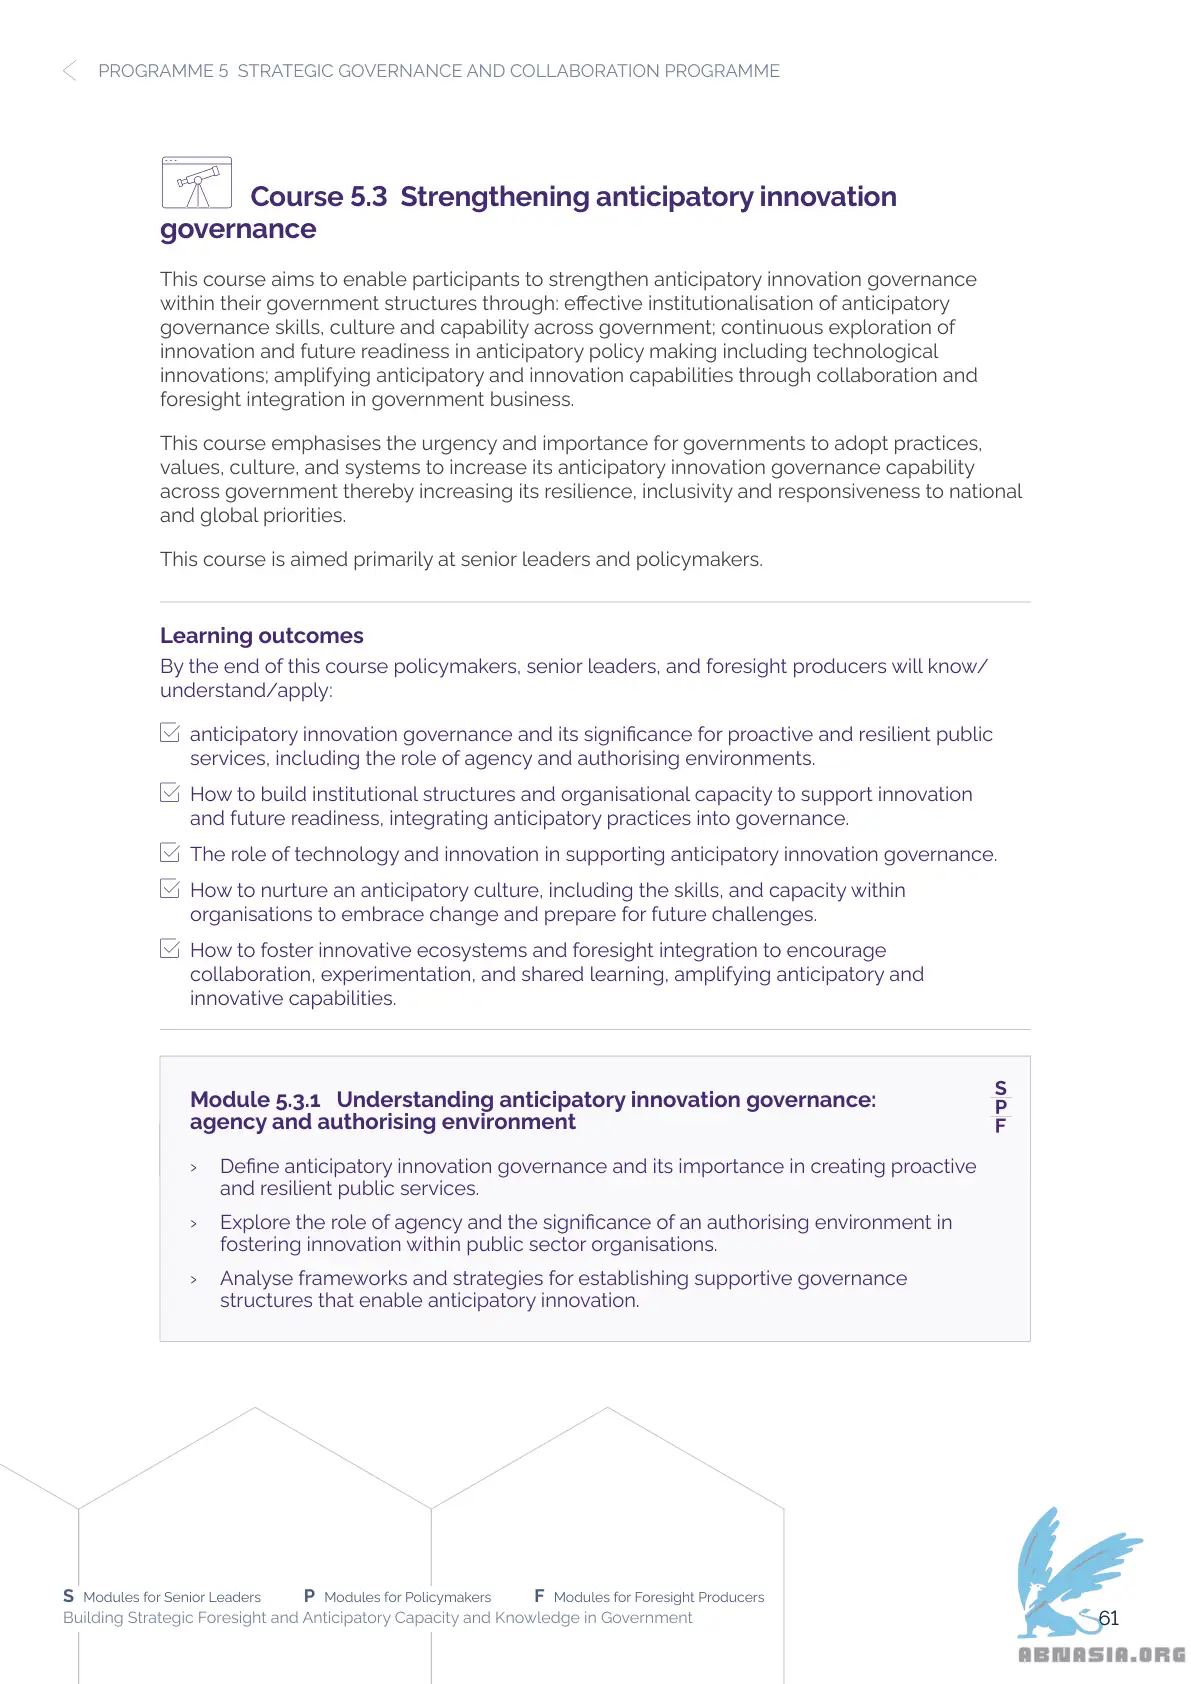 PROGRAMME 5 STRATEGIC GOVERNANCE AND COLLABORATION PROGRAMME
Course 5.3 Strengthening anticipatory innovation
governance
This course aims to enable participants to strengthen anticipatory innovation governance
within their government structures through: effective institutionalisation of anticipatory
governance skills, culture and capability across government; continuous exploration of
innovation and future readiness in anticipatory policy making including technological
innovations; amplifying anticipatory and innovation capabilities through collaboration and
foresight integration in government business.
This course emphasises the urgency and importance for governments to adopt practices,
values, culture, and systems to increase its anticipatory innovation governance capability
across government thereby increasing its resilience, inclusivity and responsiveness to national
and global priorities.
This course is aimed primarily at senior leaders and policymakers.
Learning outcomes
By the end of this course policymakers, senior leaders, and foresight producers will know/
understand/apply:
anticipatory innovation governance and its significance for proactive and resilient public
services, including the role of agency and authorising environments.
How to build institutional structures and organisational capacity to support innovation
and future readiness, integrating anticipatory practices into governance.
The role of technology and innovation in supporting anticipatory innovation governance.
How to nurture an anticipatory culture, including the skills, and capacity within
organisations to embrace change and prepare for future challenges.
How to foster innovative ecosystems and foresight integration to encourage
collaboration, experimentation, and shared learning, amplifying anticipatory and
innovative capabilities.
Module 5.3.1 Understanding anticipatory innovation governance:
agency and authorising environment
S
P
F
› Define anticipatory innovation governance and its importance in creating proactive
and resilient public services.
› Explore the role of agency and the significance of an authorising environment in
fostering innovation within public sector organisations.
› Analyse frameworks and strategies for establishing supportive governance
structures that enable anticipatory innovation.
S Modules for Senior Leaders P Modules for Policymakers F Modules for Foresight Producers
Building Strategic Foresight and Anticipatory Capacity and Knowledge in Government
61
ABNASIA.ORG